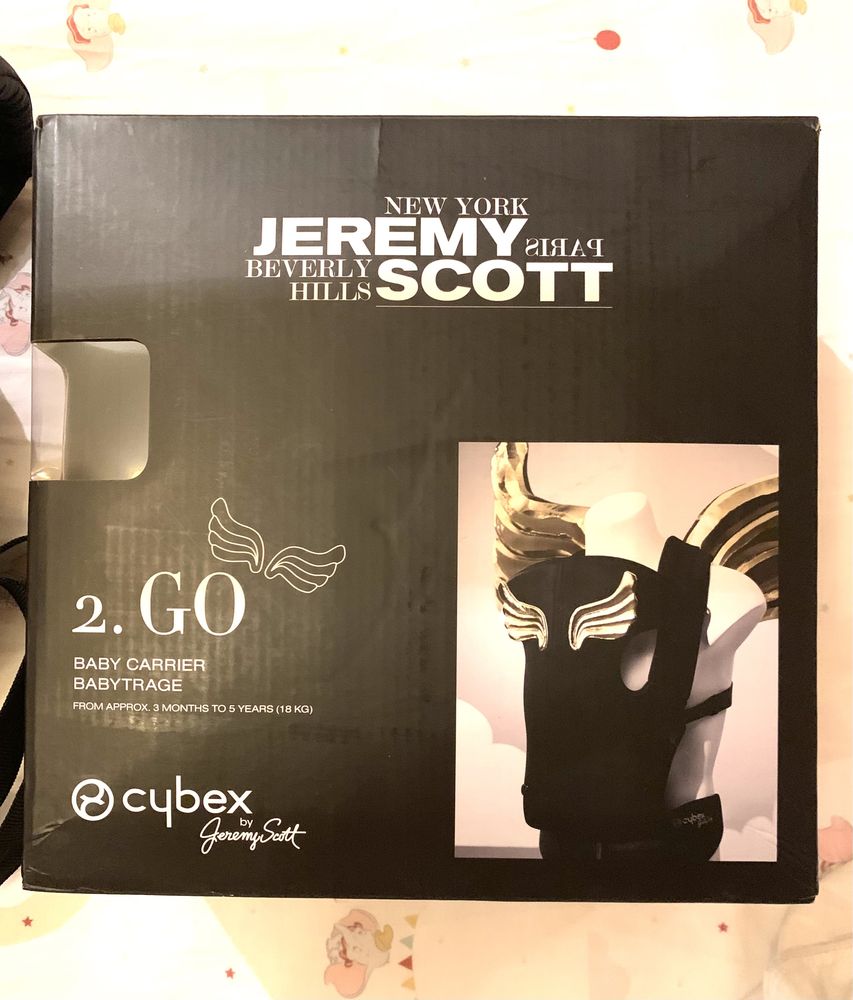 NEW YORK
JEREMY PARIS
BEVERLY
HILLS SCOTT
2. GO
BABY CARRIER
BABYTRAGE
FROM APPROX. 3 MONTHS TO 5 YEARS (18 KG)
cybex
by
Jeremy Scott
cybex